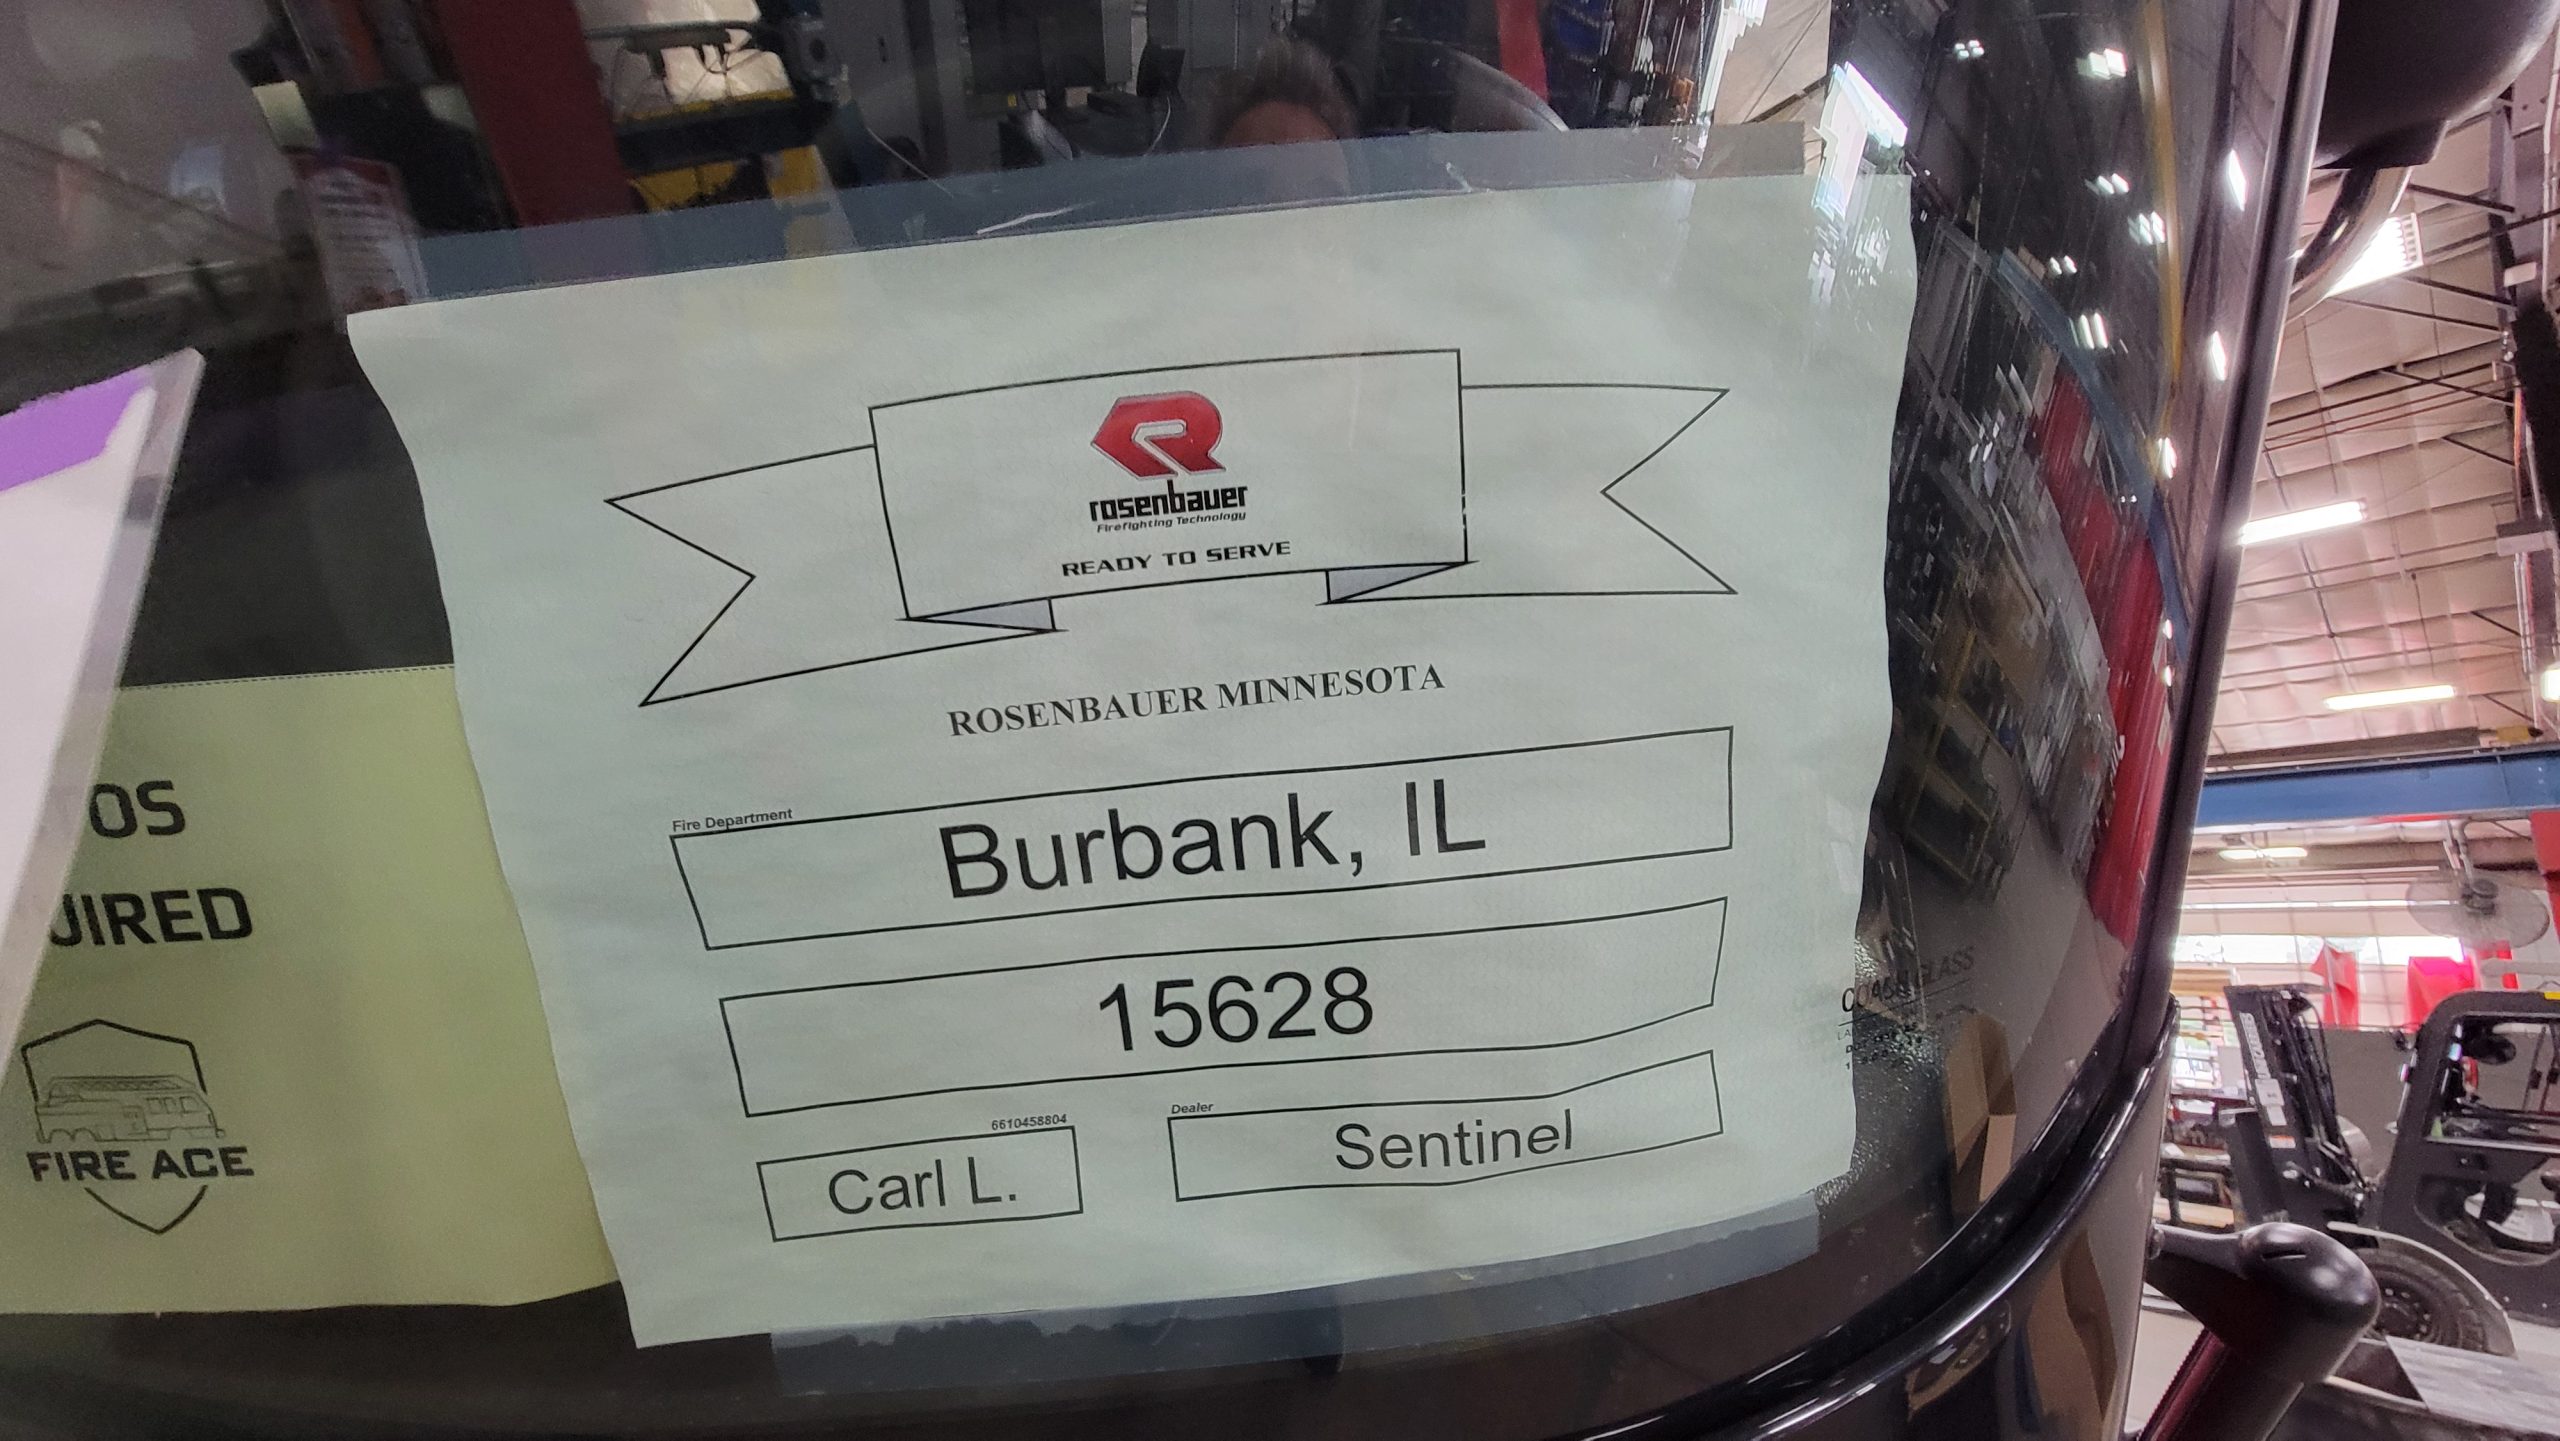 rosenbauer
Firefighting Technology
READY TO SERVE
ROSENBAUER MINNESOTA
Fire Department
Burbank, IL
15628
6610458804
Carl L.
Dealer
Sentinel
OS
UIRED
FIRE ACE
GLASS